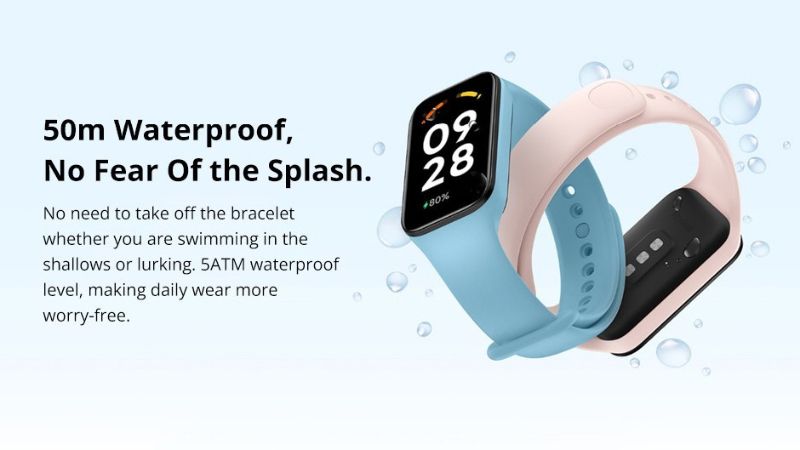 50m Waterproof,
No Fear Of the Splash.
No need to take off the bracelet
whether you are swimming in the
shallows or lurking. 5ATM waterproof
level, making daily wear more
worry-free.
09
28
80%